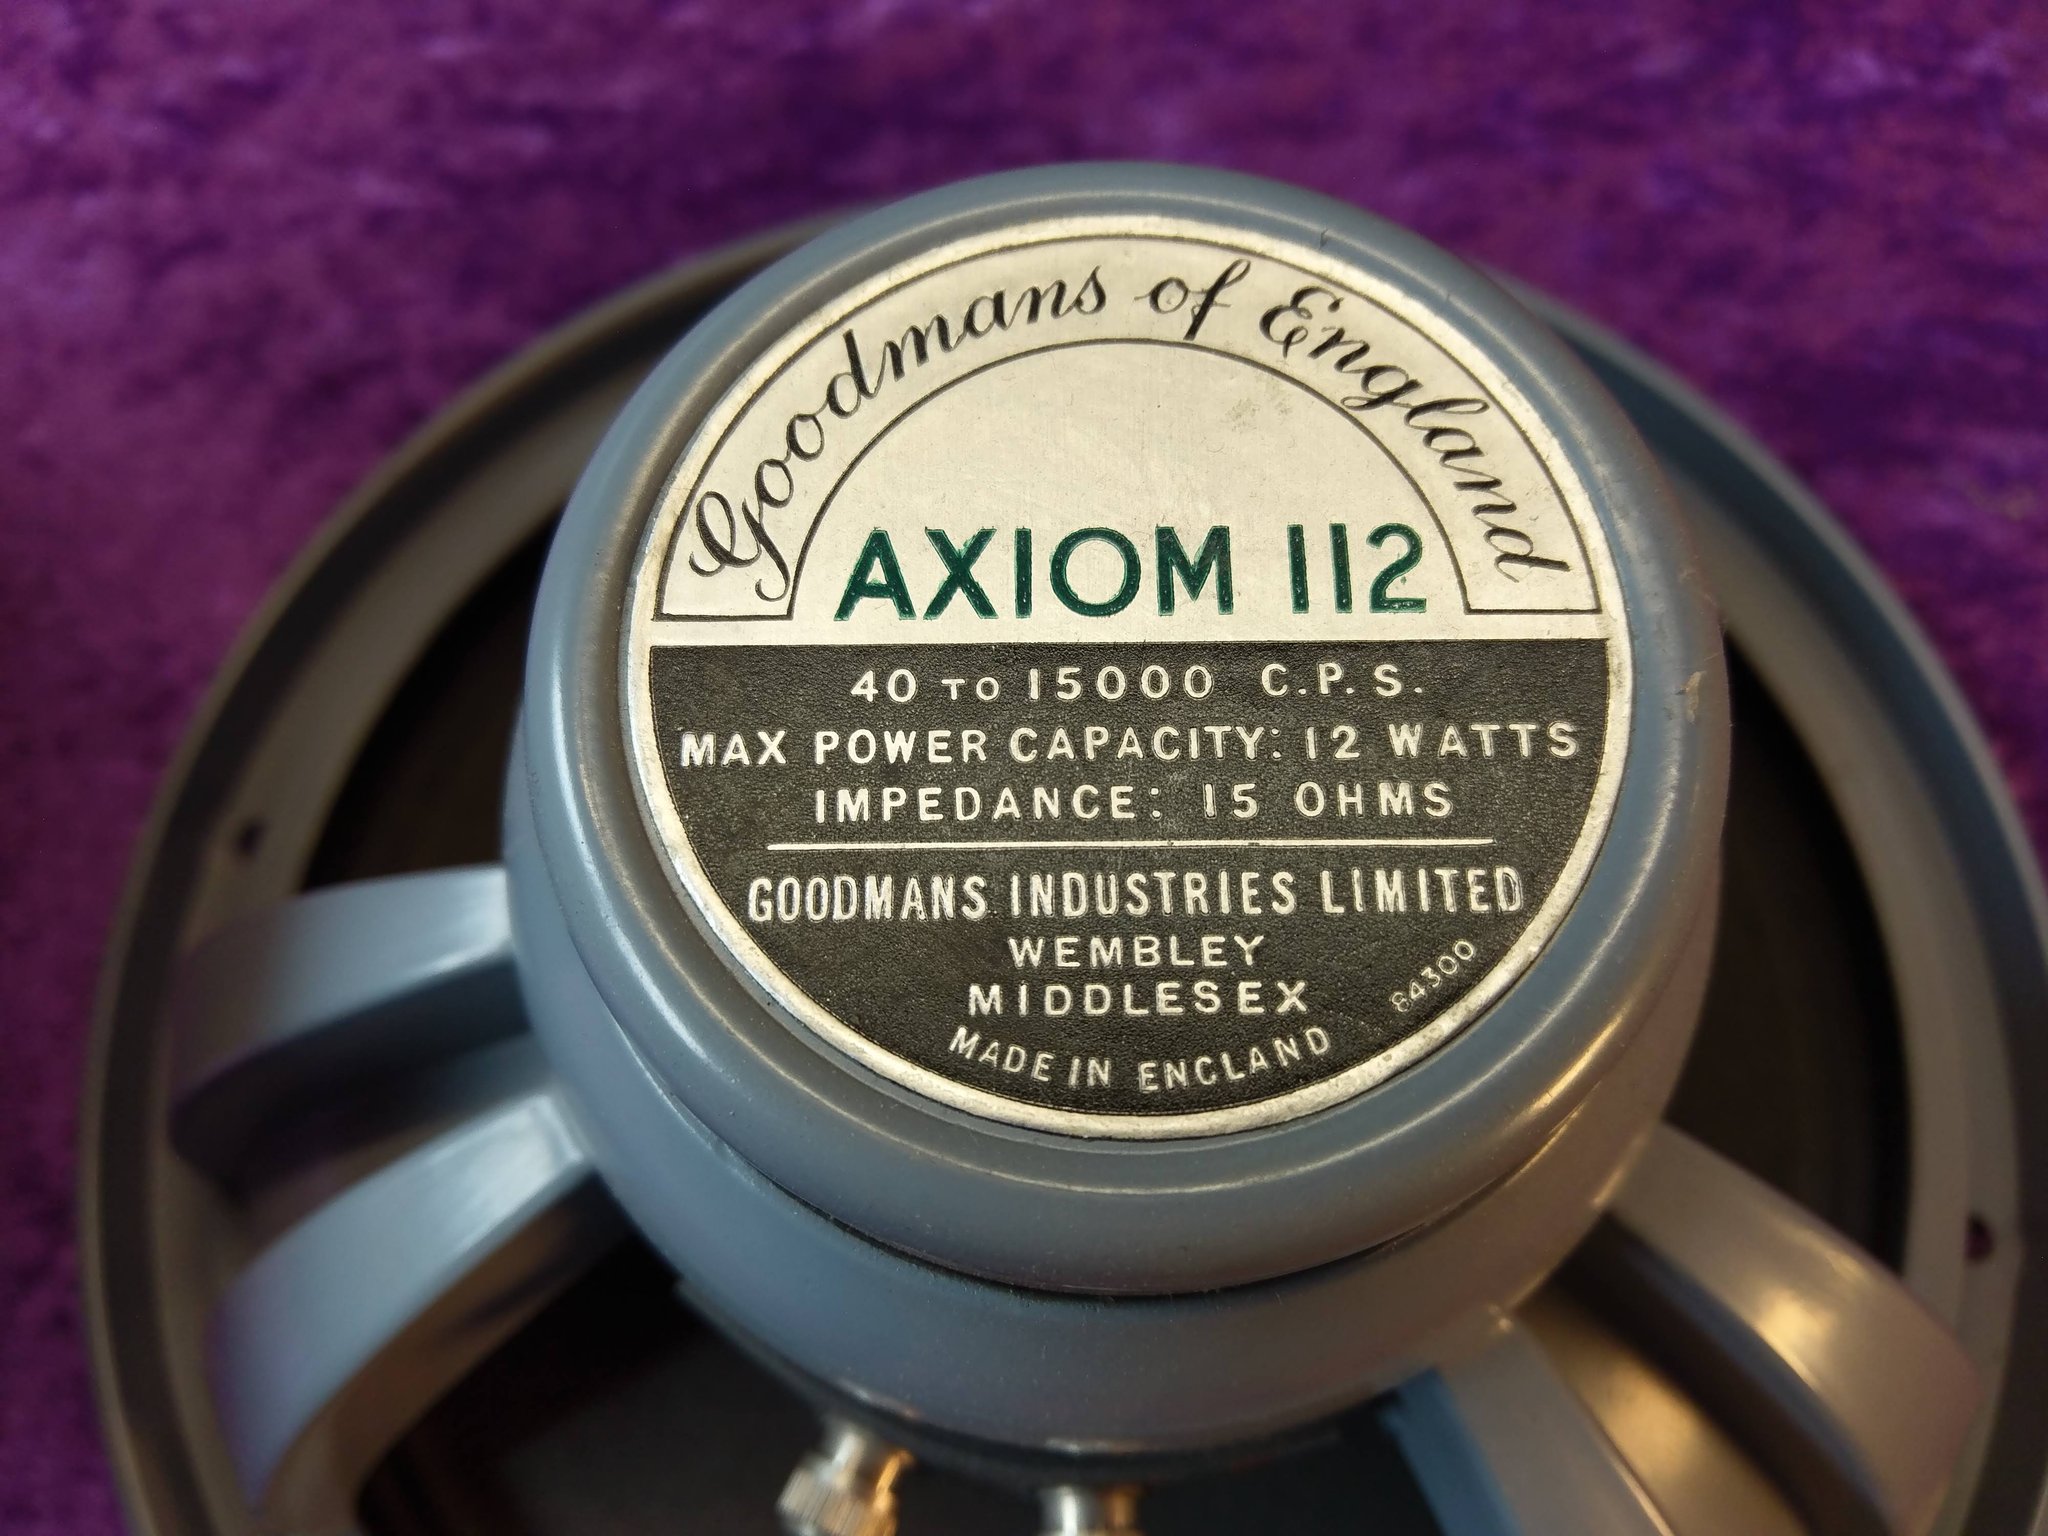 Goodmans of England
AXIOM 112
40 TO 15000 C.P.S.
MAX POWER CAPACITY: 12 WATTS
IMPEDANCE: 15 OHMS
GOODMANS INDUSTRIES LIMITED
WEMBLEY
MIDDLESEX
MADE IN ENGLAND
84300